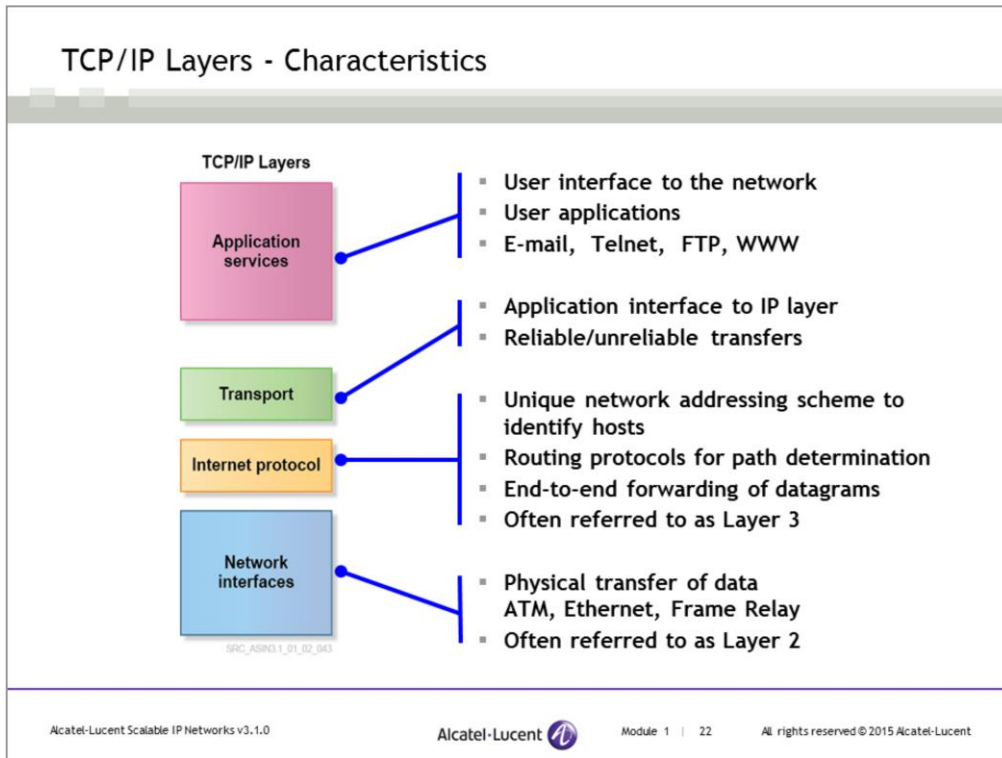 TCP/IP Layers - Characteristics
TCP/IP Layers
Application
services
▪ User interface to the network
▪ User applications
▪ E-mail, Telnet, FTP, WWW
▪ Application interface to IP layer
▪ Reliable/unreliable transfers
Transport
Internet protocol
▪ Unique network addressing scheme to
identify hosts
▪ Routing protocols for path determination
▪ End-to-end forwarding of datagrams
▪ Often referred to as Layer 3
Network
interfaces
▪ Physical transfer of data
ATM, Ethernet, Frame Relay
▪ Often referred to as Layer 2
SRC_ASIN3.1_01_02_043
Alcatel-Lucent Scalable IP Networks v3.1.0
Alcatel·Lucent
Module 1 | 22
All rights reserved © 2015 Alcatel-Lucent